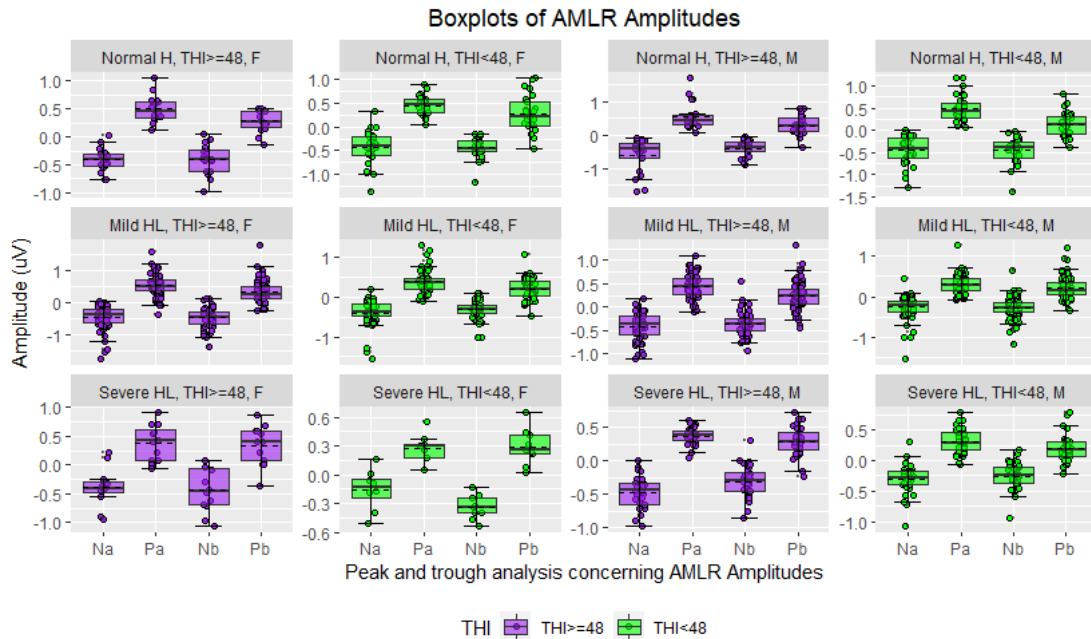 Boxplots of AMLR Amplitudes
Normal H, THI>=48, F
Normal H, THI<48, F
Normal H, THI>=48, M
Normal H, THI<48, M
1.0
0.5
0.0
-0.5
-1.0
1.0
0.5
0.0
-0.5
-1.0
1
0
-1
1.0
0.5
0.0
-0.5
-1.0
-1.5
Mild HL, THI>=48, F
Mild HL, THI<48, F
Mild HL, THI>=48, M
Mild HL, THI<48, M
1
0
-1
1
0
-1
1.0
0.5
0.0
-0.5
-1.0
1
0
-1
Severe HL, THI>=48, F
Severe HL, THI<48, F
Severe HL, THI>=48, M
Severe HL, THI<48, M
1.0
0.5
0.0
-0.5
-1.0
0.6
0.3
0.0
-0.3
-0.6
0.5
0.0
-0.5
-1.0
0.5
0.0
-0.5
-1.0
Na Pa Nb Pb
Na Pa Nb Pb
Na Pa Nb Pb
Na Pa Nb Pb
Amplitude (uV)
Peak and trough analysis concerning AMLR Amplitudes
THI THI>=48 THI<48